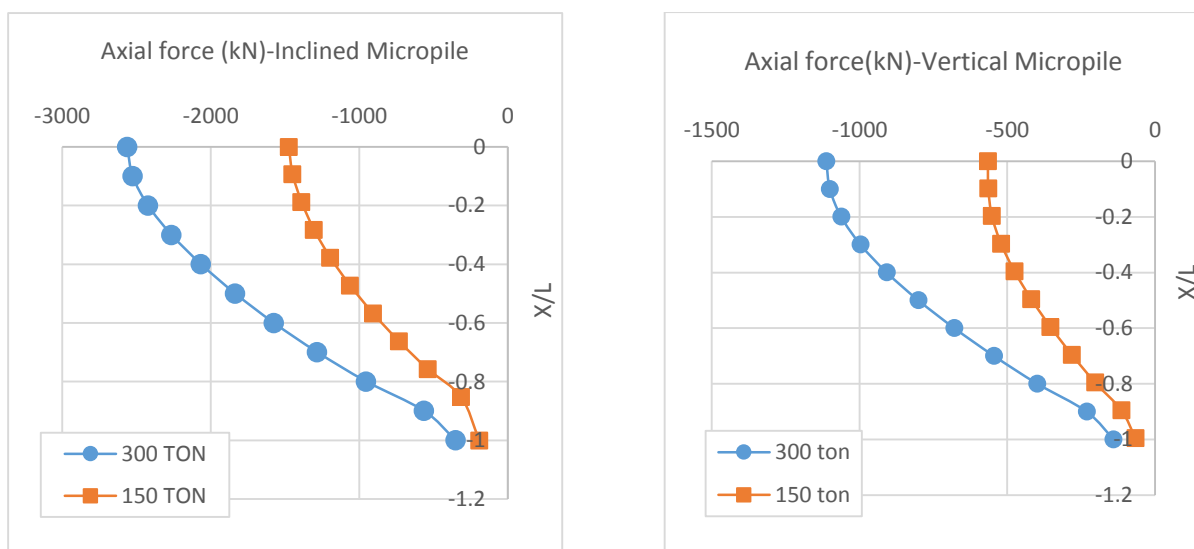 Axial force (kN)-Inclined Micropile
-3000 -2000 -1000 0
0
-0.2
-0.4
-0.6
-0.8
-1
-1.2
X/L
300 TON
150 TON
Axial force(kN)-Vertical Micropile
-1500 -1000 -500 0
0
-0.2
-0.4
-0.6
-0.8
-1
-1.2
X/L
300 ton
150 ton